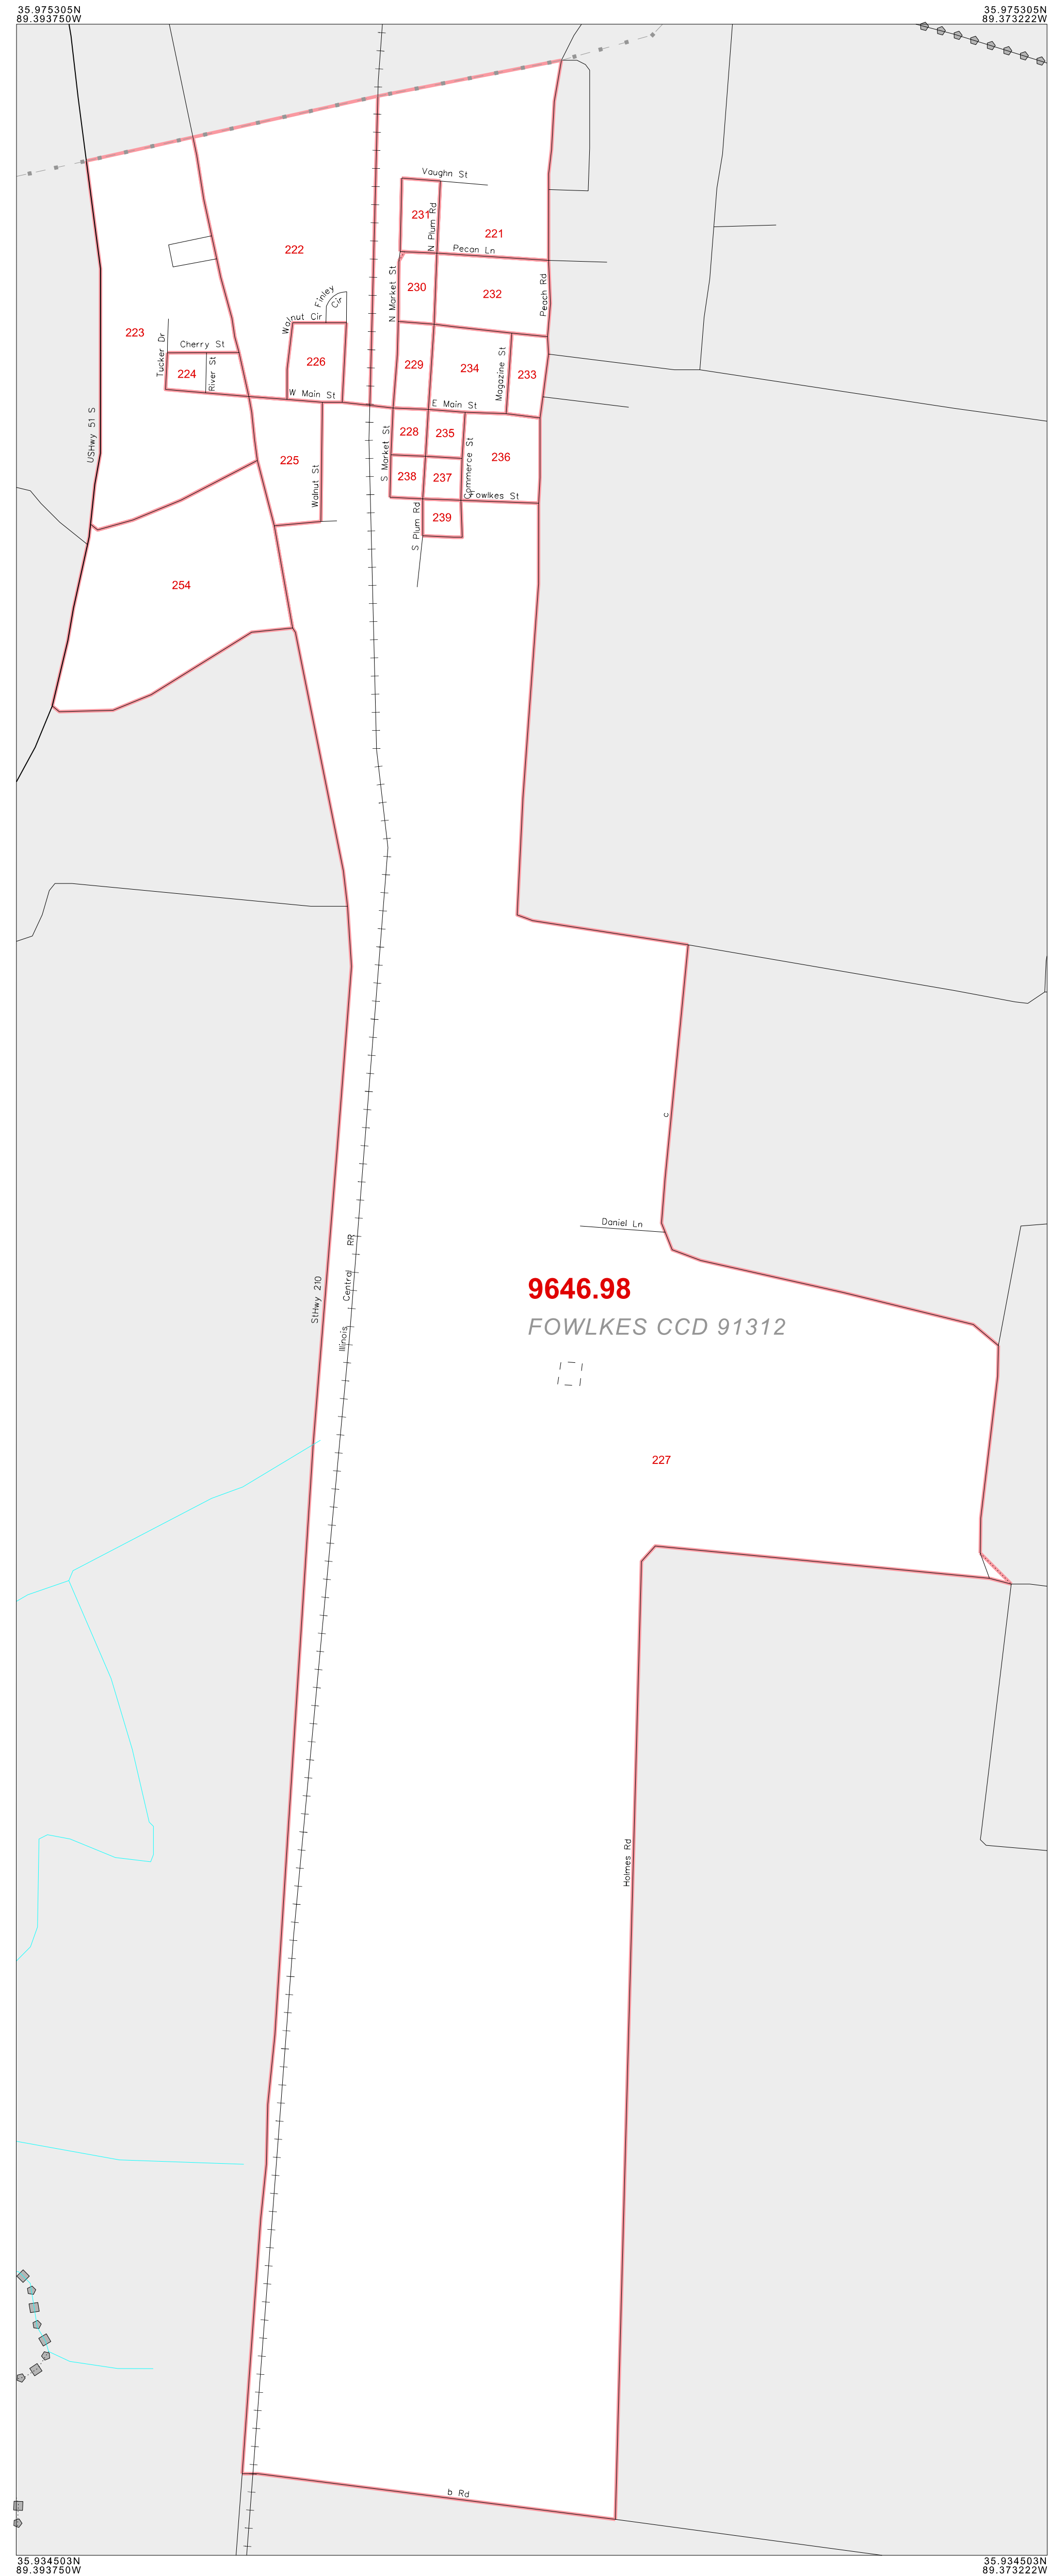 35.975305N
89.393750W
35.975305N
89.373222W
Vaughn St
231
N Plum Rd
221
222
Pecan Ln
N Market St
230
232
Peach Rd
Finley
Cir
Walnut Cir
223
Tucker Dr
Cherry St
River St
224
226
229
234
Magazine St
233
W Main St
E Main St
USHwy 51 S
S Market St
228
235
Commerce St
236
225
Walnut St
238
237
Fowlkes St
S Plum Rd
239
254
c
Daniel Ln
9646.98
FOWLKES CCD 91312
StHwy 210
Illinois Central RR
227
Holmes Rd
b Rd
35.934503N
89.393750W
35.934503N
89.373222W